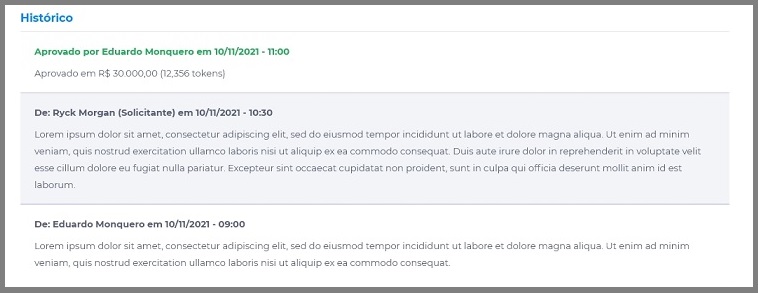 Histórico
Aprovado por Eduardo Monquero em 10/11/2021 - 11:00
Aprovado em R$ 30.000,00 (12,356 tokens)
De: Ryck Morgan (Solicitante) em 10/11/2021 - 10:30
Lorem ipsum dolor sit amet, consectetur adipiscing elit, sed do eiusmod tempor incididunt ut labore et dolore magna aliqua. Ut enim ad minim
veniam, quis nostrud exercitation ullamco laboris nisi ut aliquip ex ea commodo consequat. Duis aute irure dolor in reprehenderit in voluptate velit
esse cillum dolore eu fugiat nulla pariatur. Excepteur sint occaecat cupidatat non proident, sunt in culpa qui officia deserunt mollit anim id est
laborum.
De: Eduardo Monquero em 10/11/2021 - 09:00
Lorem ipsum dolor sit amet, consectetur adipiscing elit, sed do eiusmod tempor incididunt ut labore et dolore magna aliqua. Ut enim ad minim
veniam, quis nostrud exercitation ullamco laboris nisi ut aliquip ex ea commodo consequat.